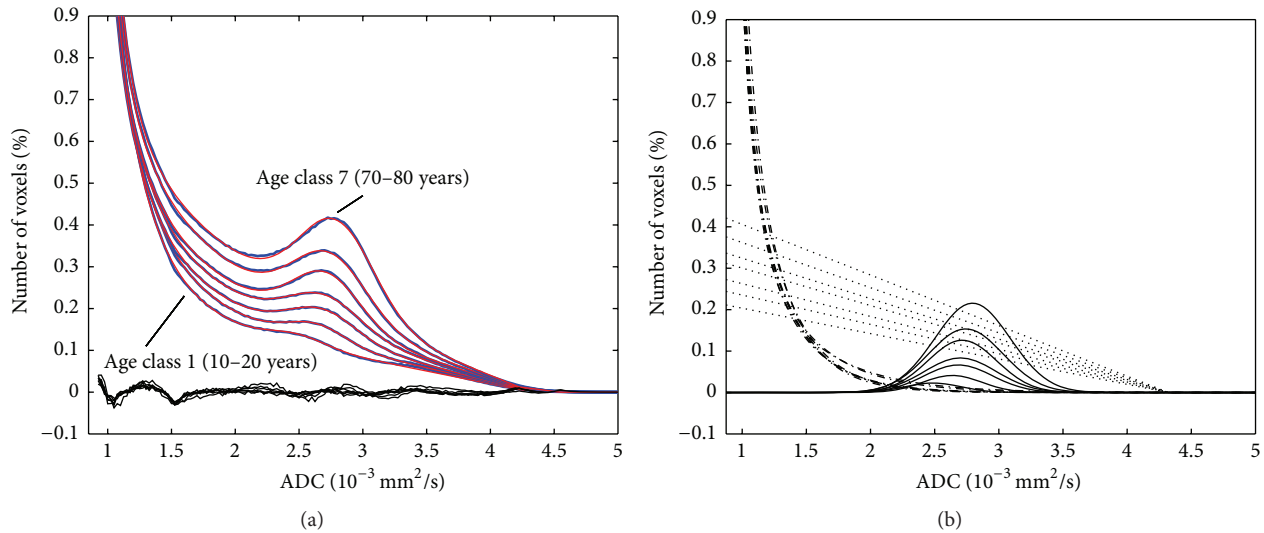 0.9
0.8
0.7
0.6
0.5
0.4
0.3
0.2
0.1
0
−0.1
Number of voxels (%)
Age class 7 (70–80 years)
Age class 1 (10–20 years)
1 1.5 2 2.5 3 3.5 4 4.5 5
ADC (10⁻³ mm²/s)
(a)
0.9
0.8
0.7
0.6
0.5
0.4
0.3
0.2
0.1
0
−0.1
Number of voxels (%)
1 1.5 2 2.5 3 3.5 4 4.5 5
ADC (10⁻³ mm²/s)
(b)